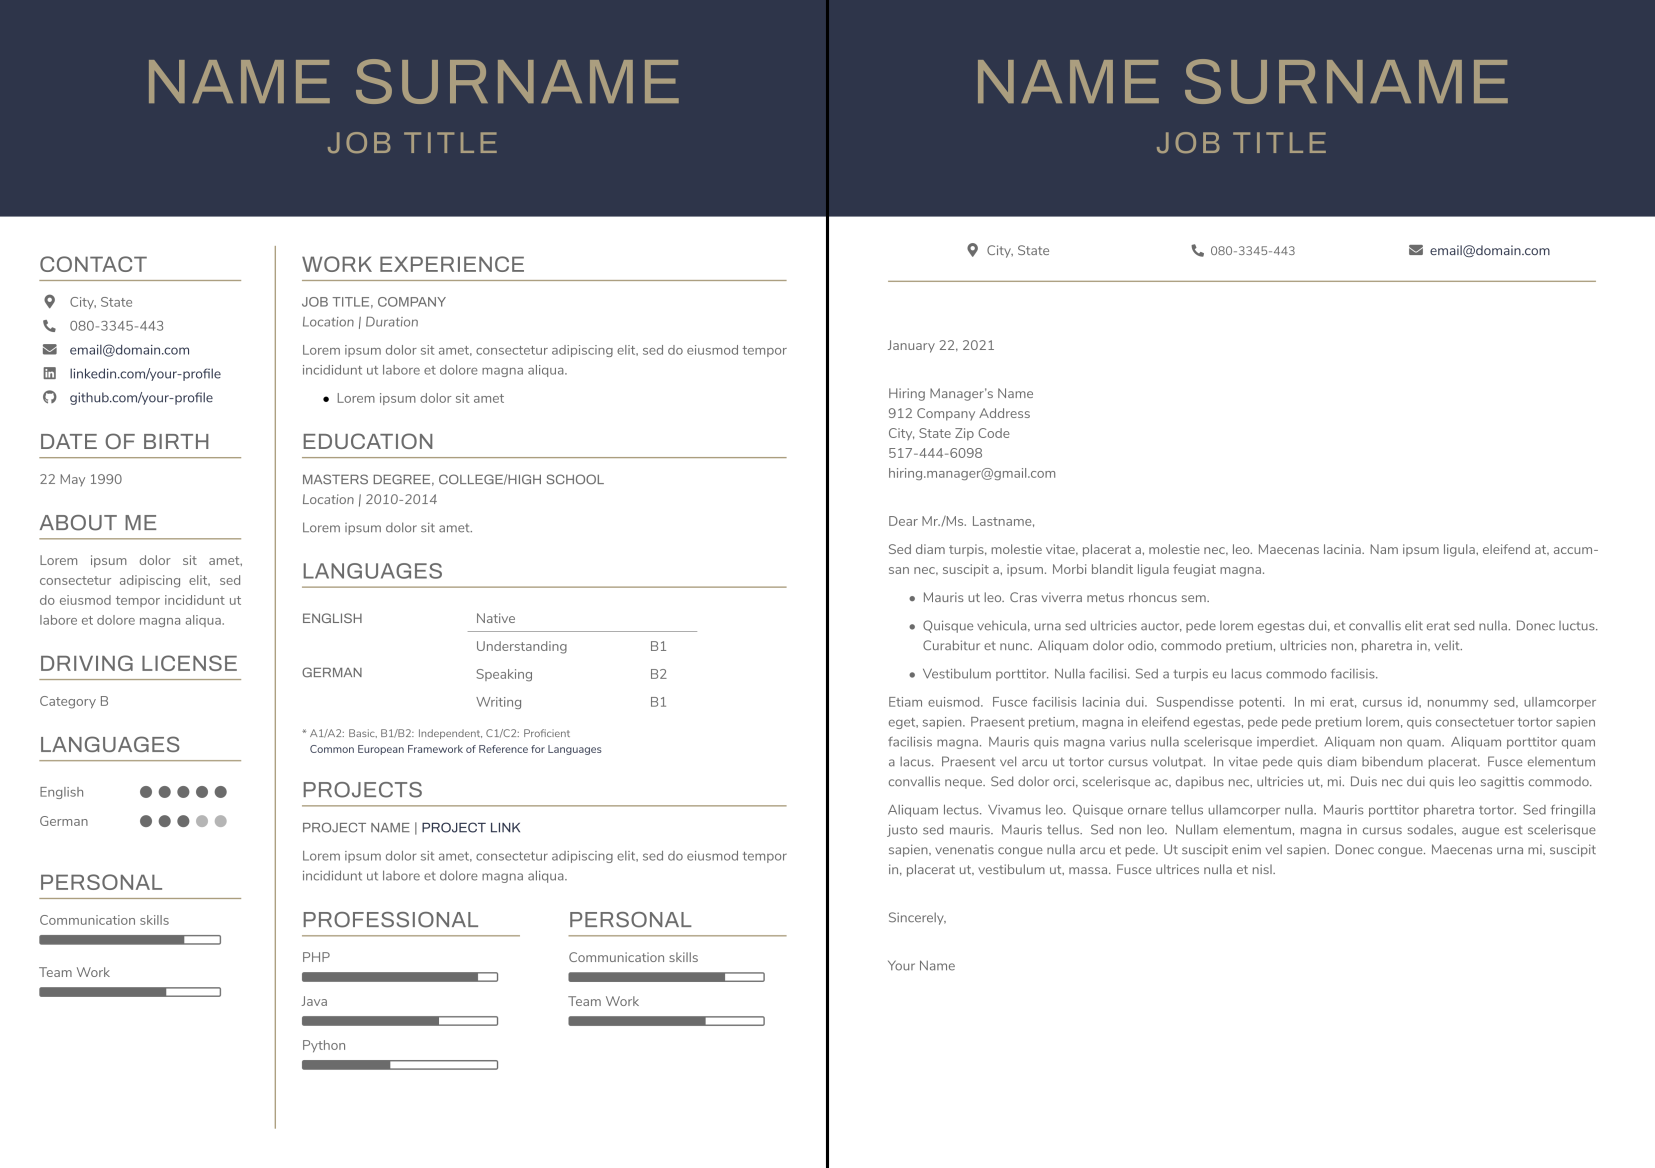 NAME SURNAME
JOB TITLE
CONTACT
City, State
080-3345-443
email@domain.com
linkedin.com/your-profile
github.com/your-profile
DATE OF BIRTH
22 May 1990
ABOUT ME
Lorem ipsum dolor sit amet,
consectetur adipiscing elit, sed
do eiusmod tempor incididunt ut
labore et dolore magna aliqua.
DRIVING LICENSE
Category B
LANGUAGES
English
German
PERSONAL
Communication skills
Team Work
WORK EXPERIENCE
JOB TITLE, COMPANY
Location | Duration
Lorem ipsum dolor sit amet, consectetur adipiscing elit, sed do eiusmod tempor
incididunt ut labore et dolore magna aliqua.
• Lorem ipsum dolor sit amet
EDUCATION
MASTERS DEGREE, COLLEGE/HIGH SCHOOL
Location | 2010-2014
Lorem ipsum dolor sit amet.
LANGUAGES
ENGLISH Native
Understanding B1
GERMAN Speaking B2
Writing B1
* A1/A2: Basic, B1/B2: Independent, C1/C2: Proficient
Common European Framework of Reference for Languages
PROJECTS
PROJECT NAME | PROJECT LINK
Lorem ipsum dolor sit amet, consectetur adipiscing elit, sed do eiusmod tempor
incididunt ut labore et dolore magna aliqua.
PROFESSIONAL
PHP
Java
Python
PERSONAL
Communication skills
Team Work
NAME SURNAME
JOB TITLE
City, State 080-3345-443 email@domain.com
January 22, 2021
Hiring Manager’s Name
912 Company Address
City, State Zip Code
517-444-6098
hiring.manager@gmail.com
Dear Mr./Ms. Lastname,
Sed diam turpis, molestie vitae, placerat a, molestie nec, leo. Maecenas lacinia. Nam ipsum ligula, eleifend at, accum-
san nec, suscipit a, ipsum. Morbi blandit ligula feugiat magna.
• Mauris ut leo. Cras viverra metus rhoncus sem.
• Quisque vehicula, urna sed ultricies auctor, pede lorem egestas dui, et convallis elit erat sed nulla. Donec luctus.
Curabitur et nunc. Aliquam dolor odio, commodo pretium, ultricies non, pharetra in, velit.
• Vestibulum porttitor. Nulla facilisi. Sed a turpis eu lacus commodo facilisis.
Etiam euismod. Fusce facilisis lacinia dui. Suspendisse potenti. In mi erat, cursus id, nonummy sed, ullamcorper
eget, sapien. Praesent pretium, magna in eleifend egestas, pede pede pretium lorem, quis consectetuer tortor sapien
facilisis magna. Mauris quis magna varius nulla scelerisque imperdiet. Aliquam non quam. Aliquam porttitor quam
a lacus. Praesent vel arcu ut tortor cursus volutpat. In vitae pede quis diam bibendum placerat. Fusce elementum
convallis neque. Sed dolor orci, scelerisque ac, dapibus nec, ultricies ut, mi. Duis nec dui quis leo sagittis commodo.
Aliquam lectus. Vivamus leo. Quisque ornare tellus ullamcorper nulla. Mauris porttitor pharetra tortor. Sed fringilla
justo sed mauris. Mauris tellus. Sed non leo. Nullam elementum, magna in cursus sodales, augue est scelerisque
sapien, venenatis congue nulla arcu et pede. Ut suscipit enim vel sapien. Donec congue. Maecenas urna mi, suscipit
in, placerat ut, vestibulum ut, massa. Fusce ultrices nulla et nisl.
Sincerely,
Your Name